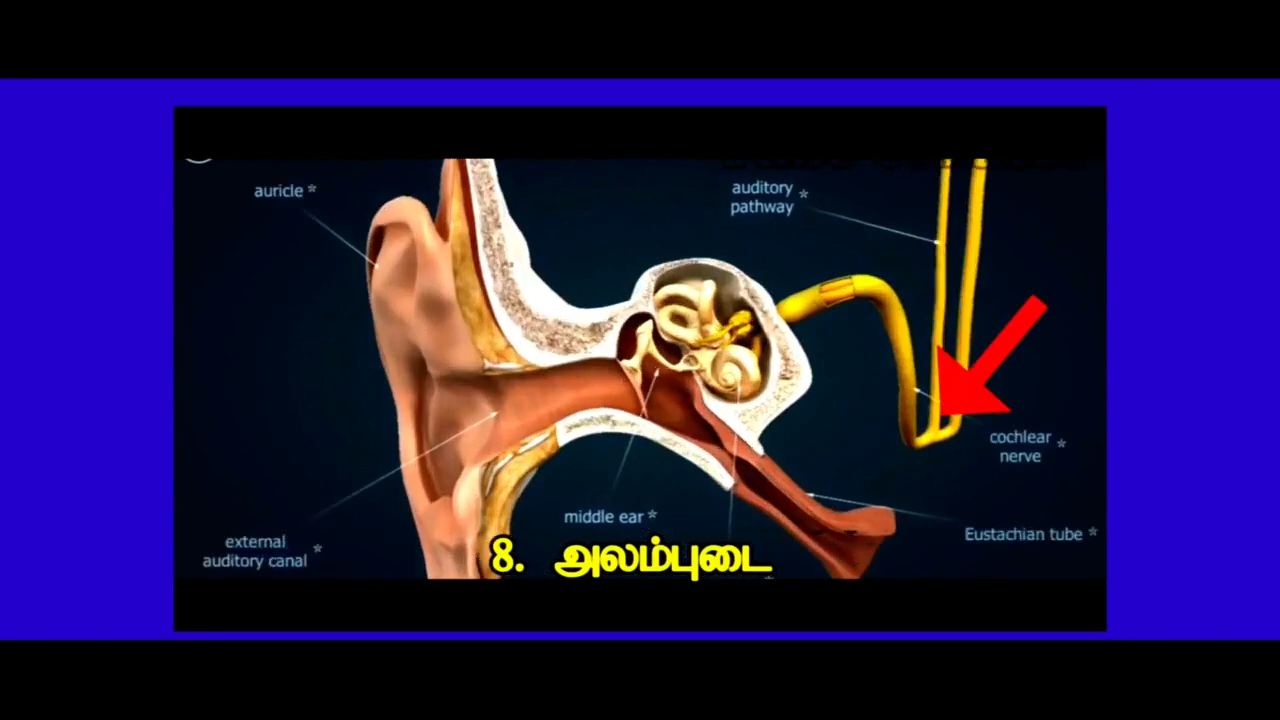 auricle *
auditory
pathway *
cochlear
nerve *
middle ear *
Eustachian tube *
external
auditory canal *
8. அலம்புடை